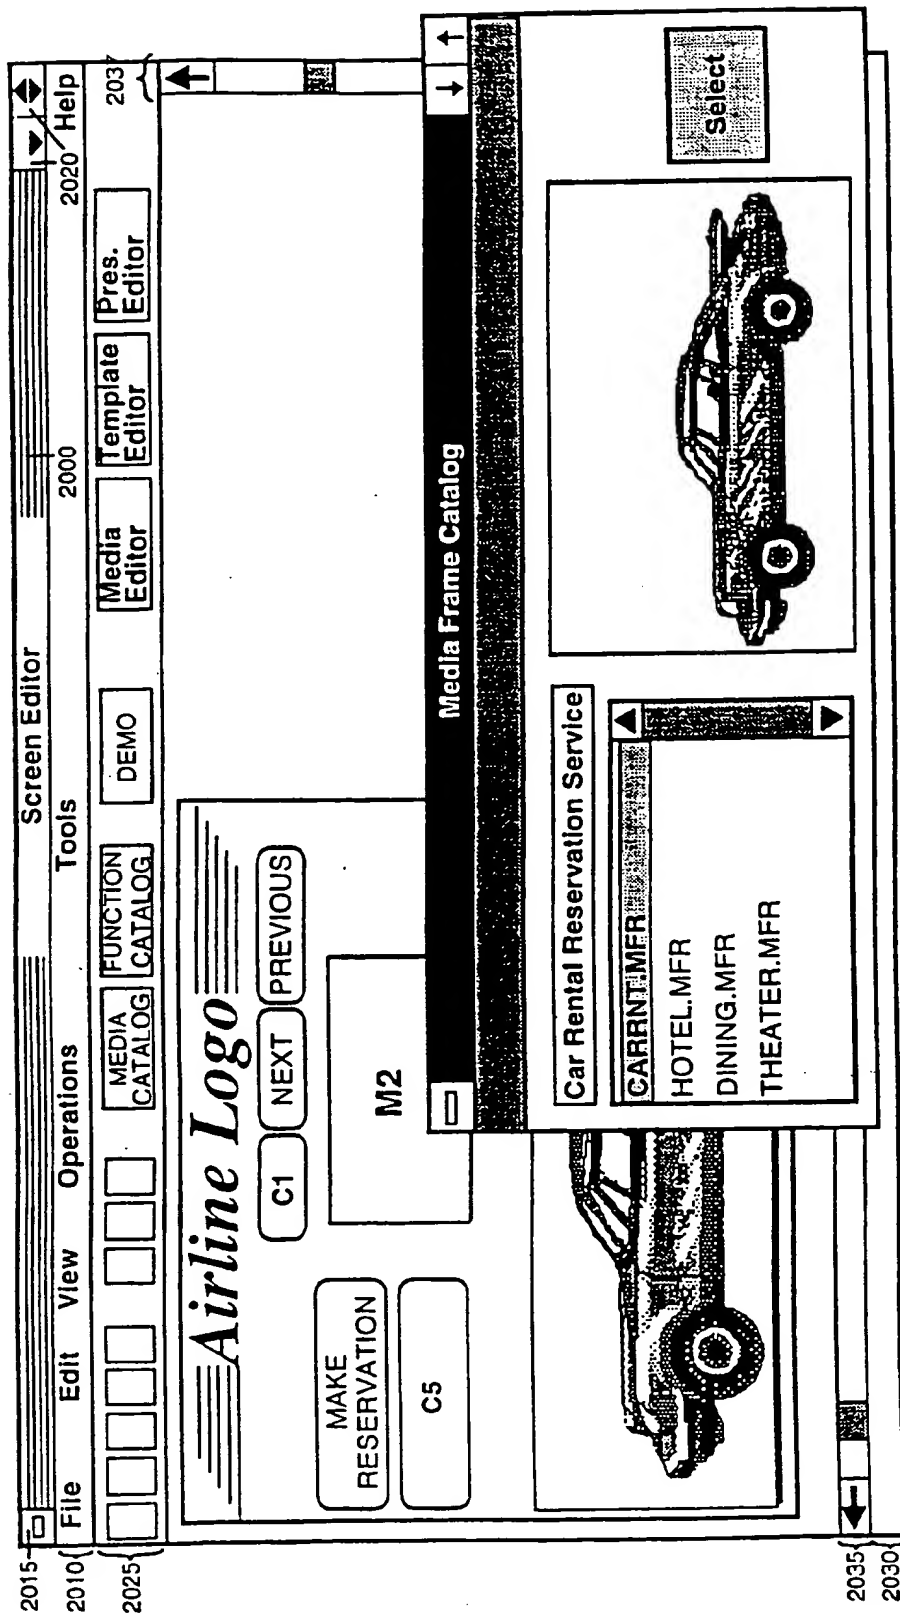 2015
Screen Editor
2010
File Edit View Operations Tools 2000 2020 Help
2025
MEDIA CATALOG
FUNCTION CATALOG
DEMO
Media Editor
Template Editor
Pres. Editor
2037
Airline Logo
C1
NEXT
PREVIOUS
MAKE RESERVATION
C5
M2
Media Frame Catalog
Car Rental Reservation Service
CARRNT.MFR
HOTEL.MFR
DINING.MFR
THEATER.MFR
Select
2035
2030